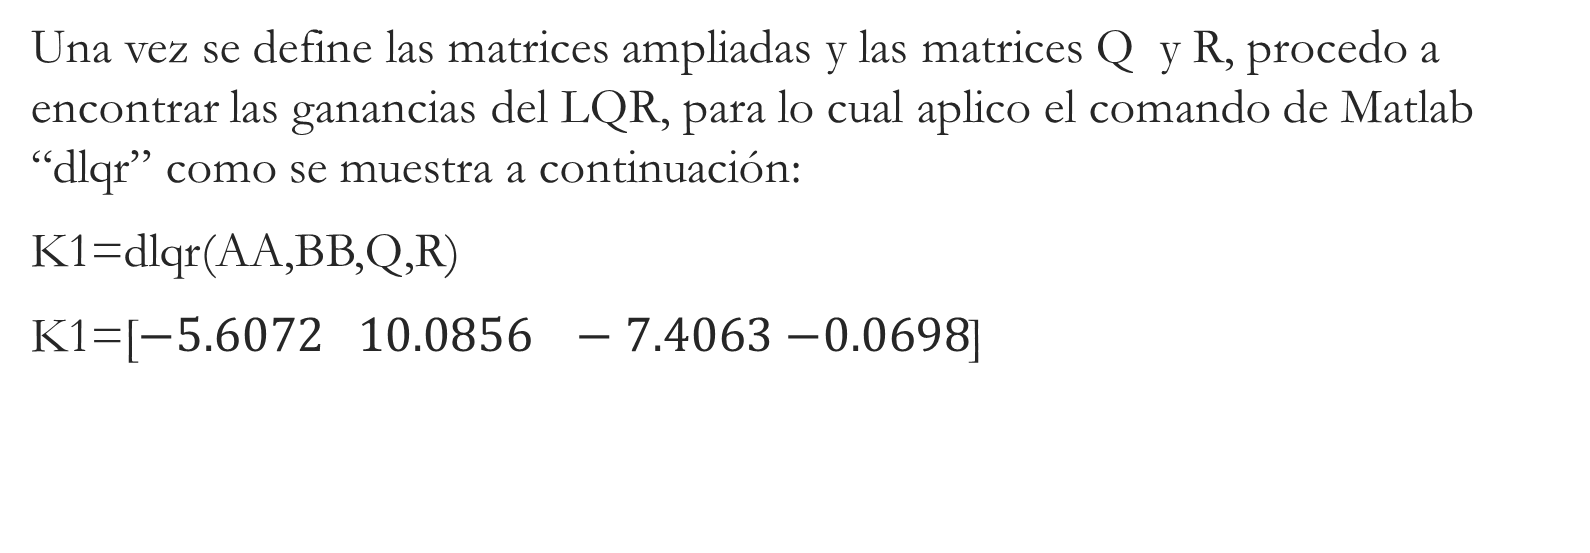 Una vez se define las matrices ampliadas y las matrices Q  y R, procedo a
encontrar las ganancias del LQR, para lo cual aplico el comando de Matlab
“dlqr” como se muestra a continuación:
K1=dlqr(AA,BB,Q,R)
K1=[−5.6072  10.0856  − 7.4063 −0.0698]